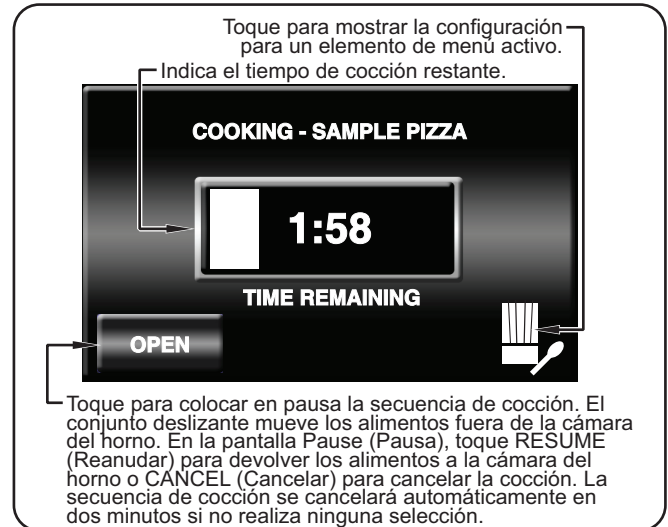 Toque para mostrar la configuración
para un elemento de menú activo.
Indica el tiempo de cocción restante.
COOKING - SAMPLE PIZZA
1:58
TIME REMAINING
OPEN
Toque para colocar en pausa la secuencia de cocción. El
conjunto deslizante mueve los alimentos fuera de la cámara
del horno. En la pantalla Pause (Pausa), toque RESUME
(Reanudar) para devolver los alimentos a la cámara del
horno o CANCEL (Cancelar) para cancelar la cocción. La
secuencia de cocción se cancelará automáticamente en
dos minutos si no realiza ninguna selección.